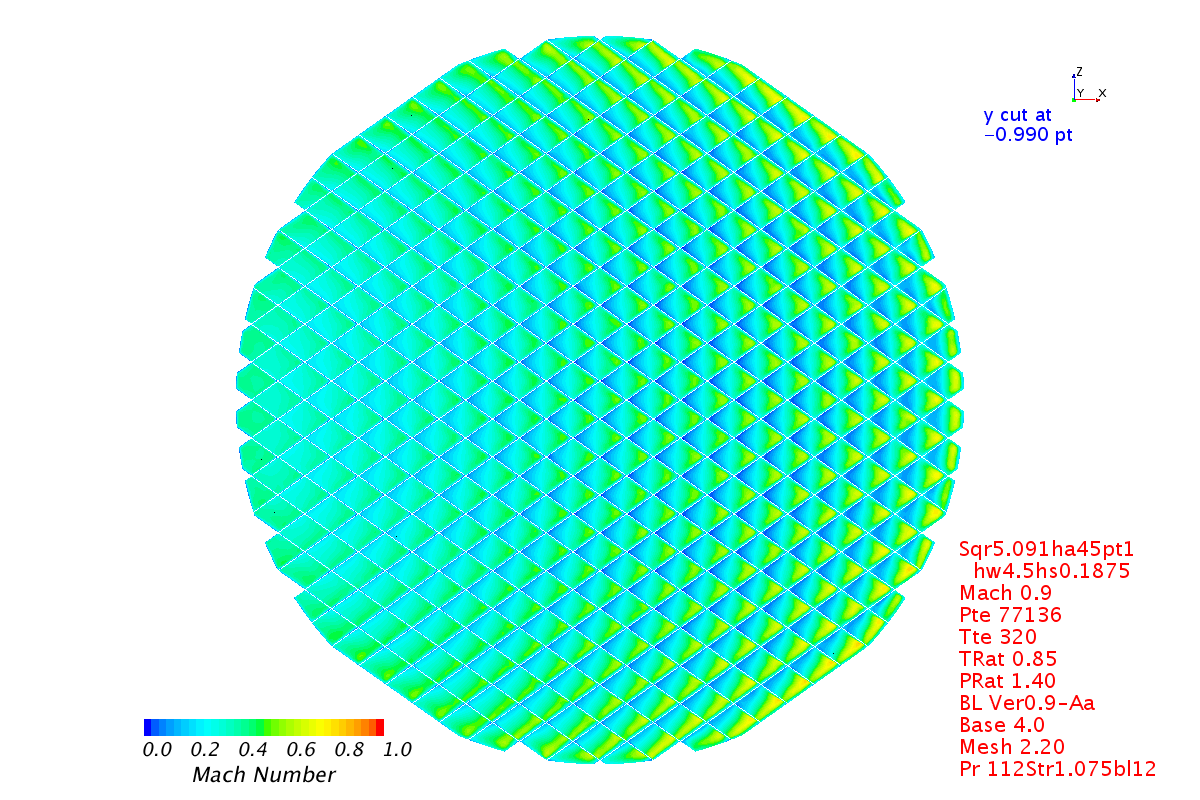 Z
Y X
y cut at
−0.990 pt
Sqr5.091ha45pt1
hw4.5hs0.1875
Mach 0.9
Pte 77136
Tte 320
TRat 0.85
PRat 1.40
BL Ver0.9−Aa
Base 4.0
Mesh 2.20
Pr 112Str1.075bl12
0.0 0.2 0.4 0.6 0.8 1.0
Mach Number